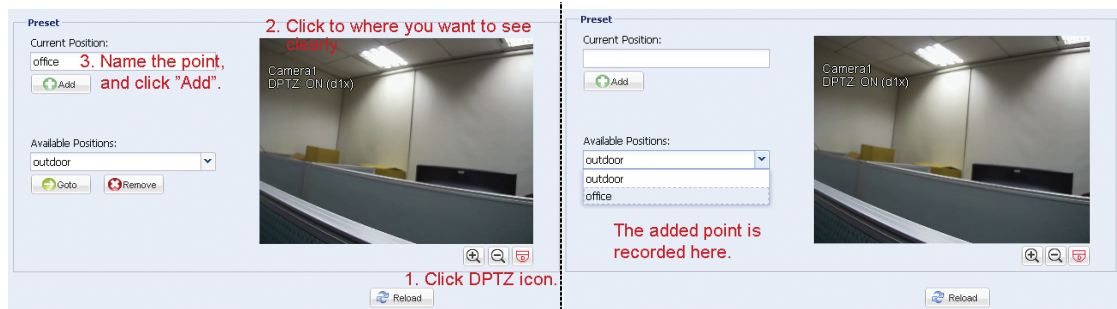 Preset
2. Click to where you want to see
clearly
Current Position:
office
3. Name the point,
and click "Add".
Add
Camera1
DPTZ: ON (d1x)
Available Positions:
outdoor
Goto
Remove
1. Click DPTZ icon.
Reload
Preset
Current Position:
Add
Camera1
DPTZ: ON (d1x)
Available Positions:
outdoor
outdoor
office
The added point is
recorded here.
Reload